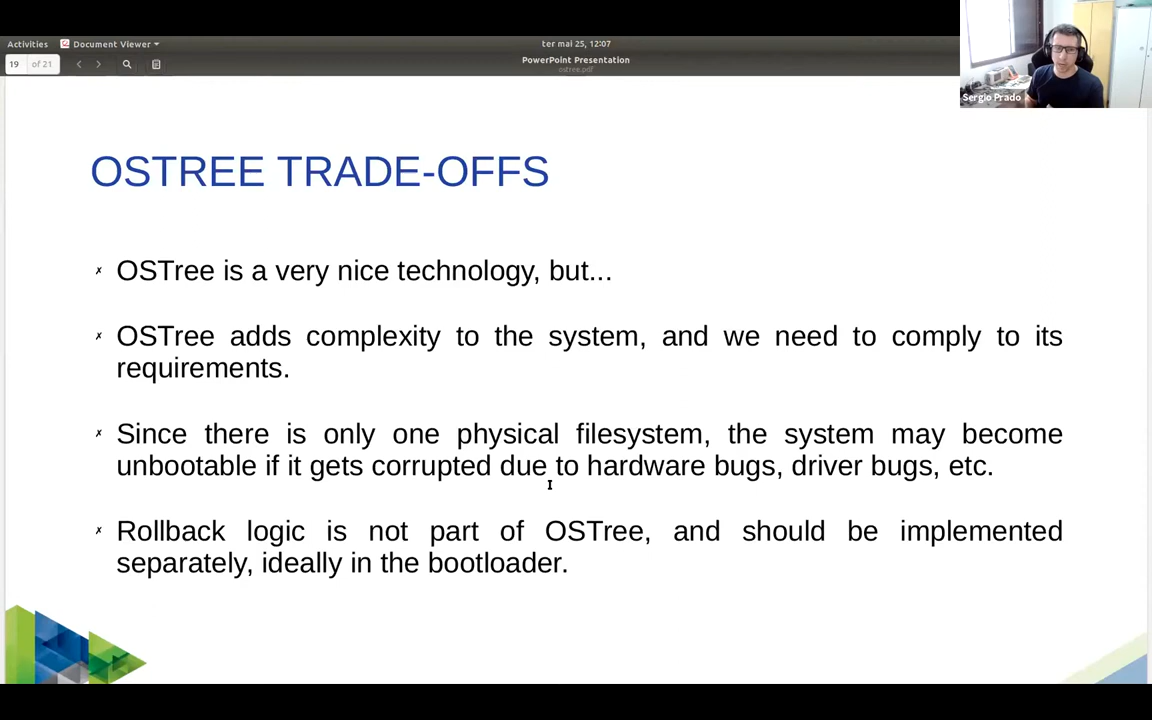 Activities Document Viewer ter mai 25, 12:07
19 of 21 PowerPoint Presentation
ostree.pdf
Sergio Prado
OSTREE TRADE-OFFS
✗ OSTree is a very nice technology, but...
✗ OSTree adds complexity to the system, and we need to comply to its
requirements.
✗ Since there is only one physical filesystem, the system may become
unbootable if it gets corrupted due to hardware bugs, driver bugs, etc.
✗ Rollback logic is not part of OSTree, and should be implemented
separately, ideally in the bootloader.